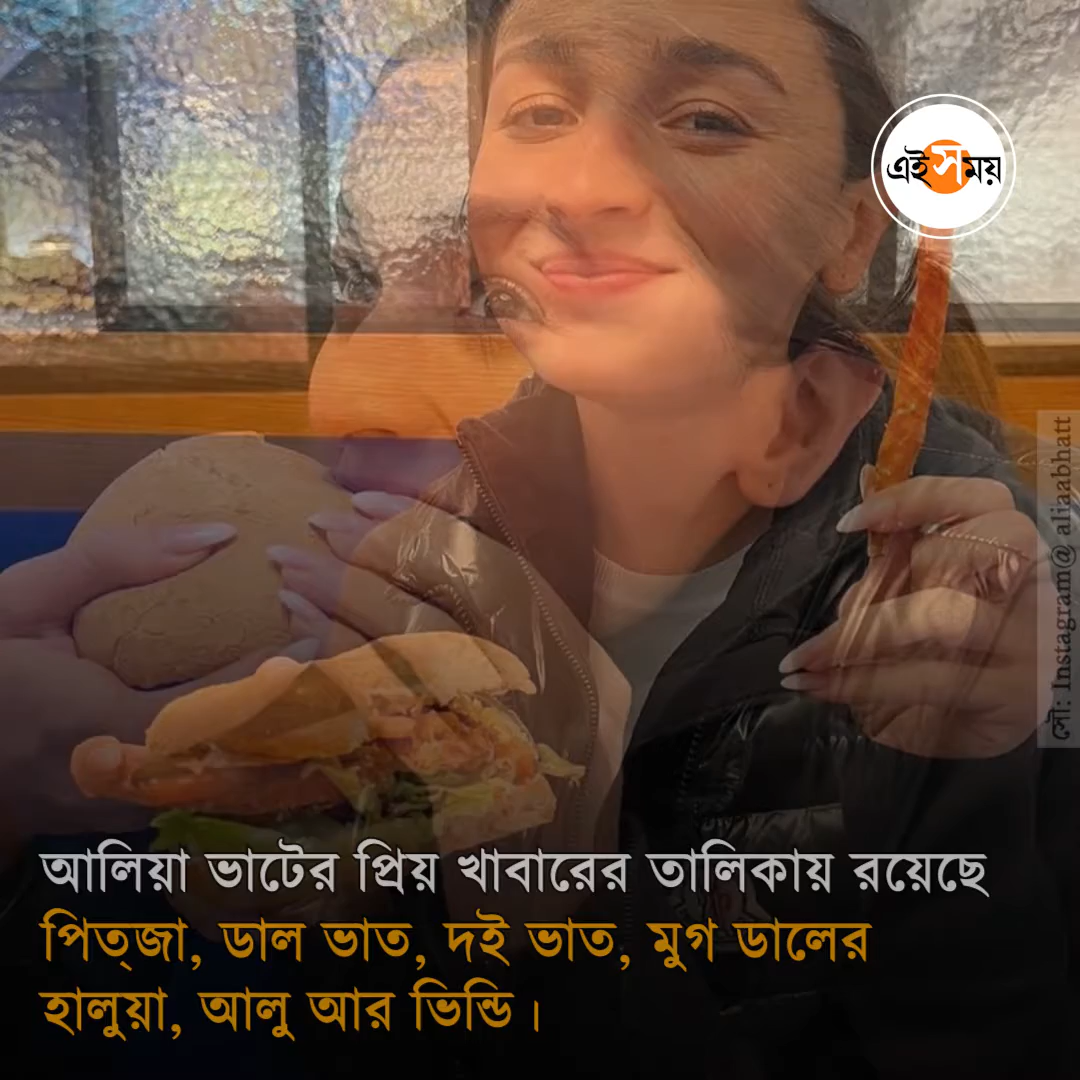 এই সময়
সৌ: Instagram@ aliaabhatt
আলিয়া ভাটের প্রিয় খাবারের তালিকায় রয়েছে
পিত্জা, ডাল ভাত, দই ভাত, মুগ ডালের
হালুয়া, আলু আর ভিন্ডি।